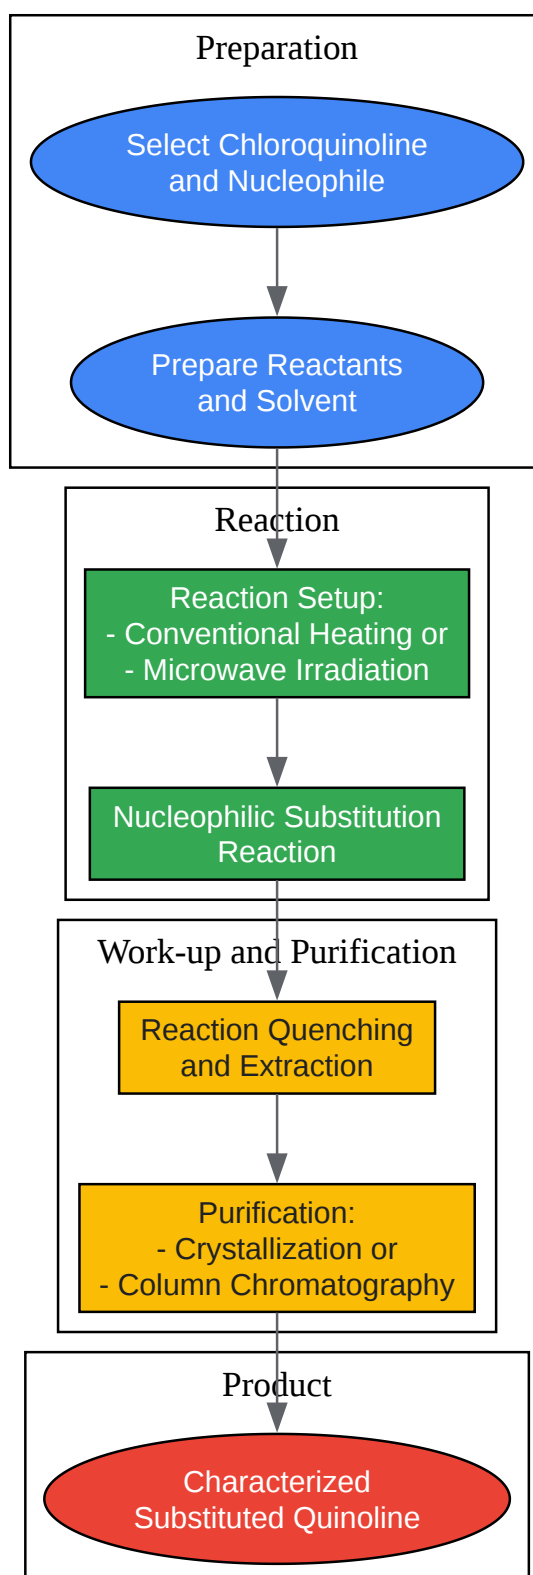 Preparation
Select Chloroquinoline
and Nucleophile
Prepare Reactants
and Solvent
Reaction
Reaction Setup:
- Conventional Heating or
- Microwave Irradiation
Nucleophilic Substitution
Reaction
Work-up and Purification
Reaction Quenching
and Extraction
Purification:
- Crystallization or
- Column Chromatography
Product
Characterized
Substituted Quinoline